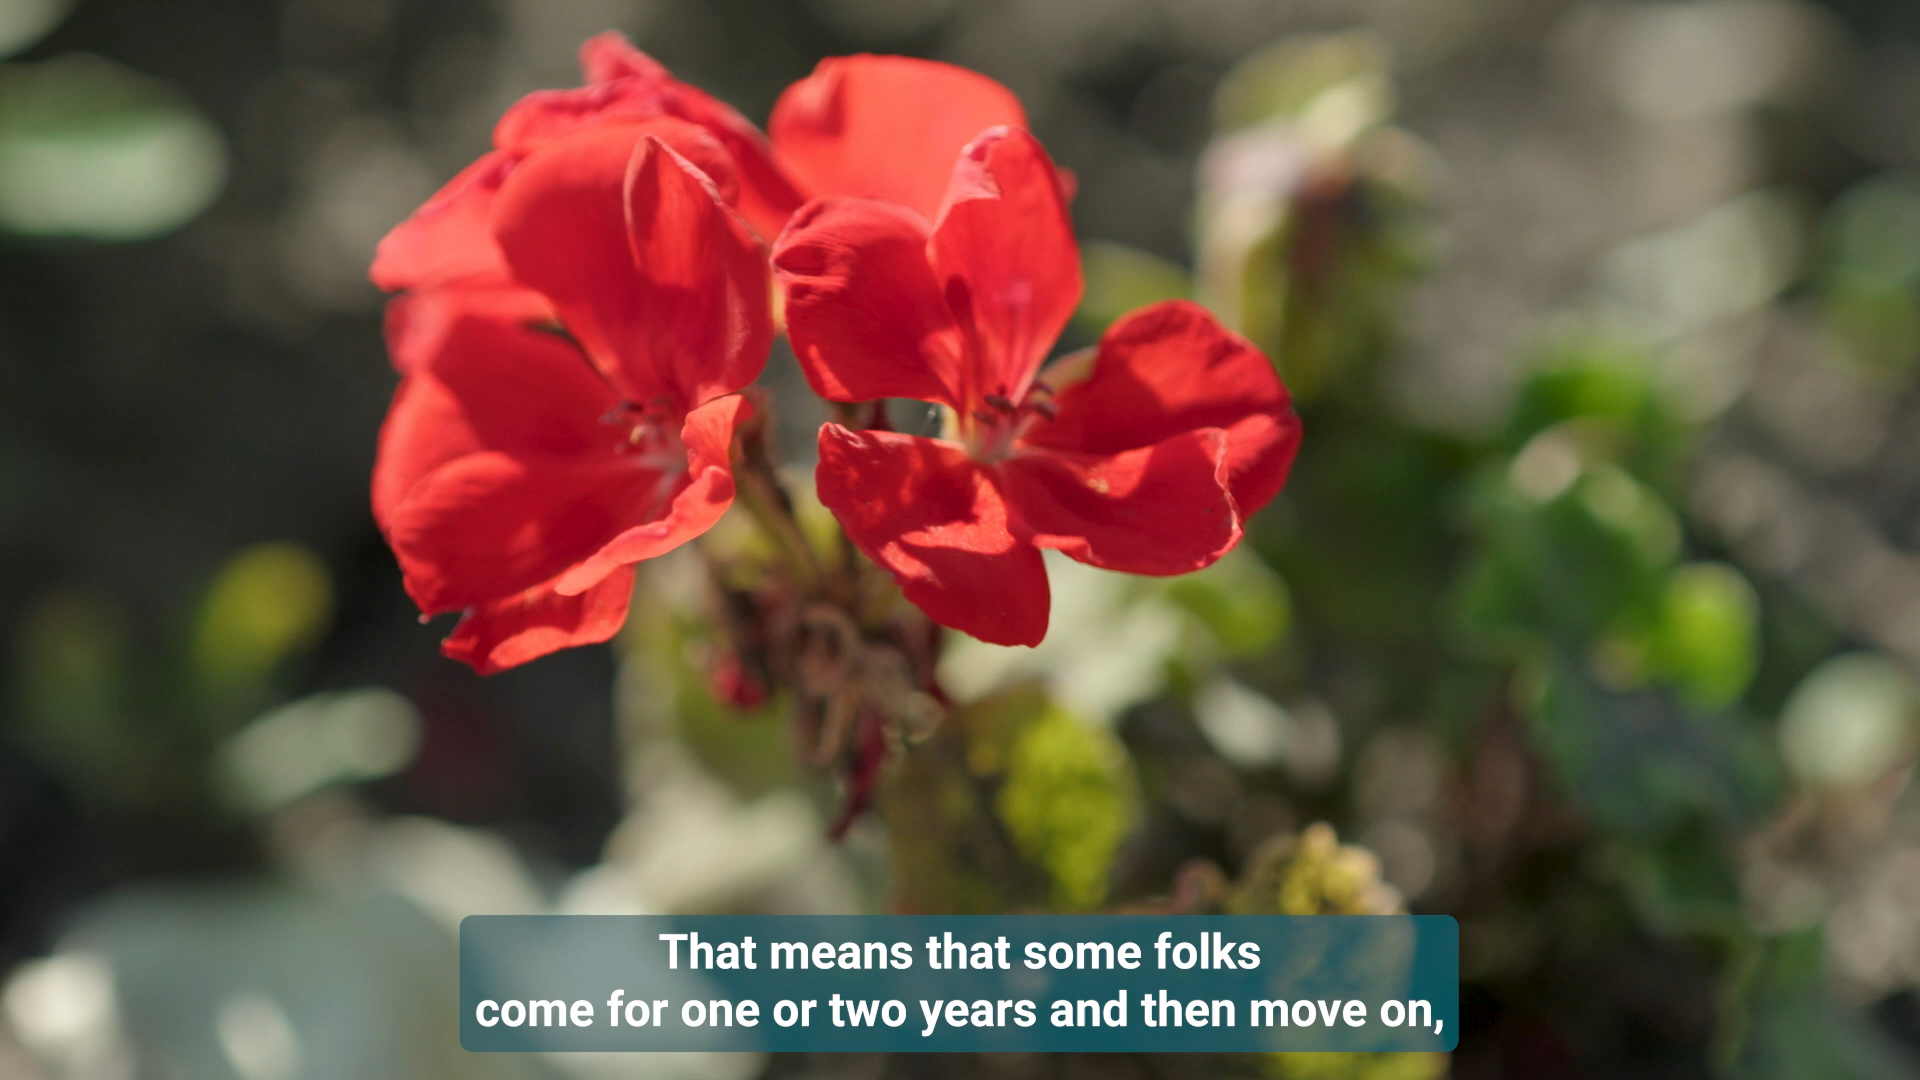 That means that some folks
come for one or two years and then move on,